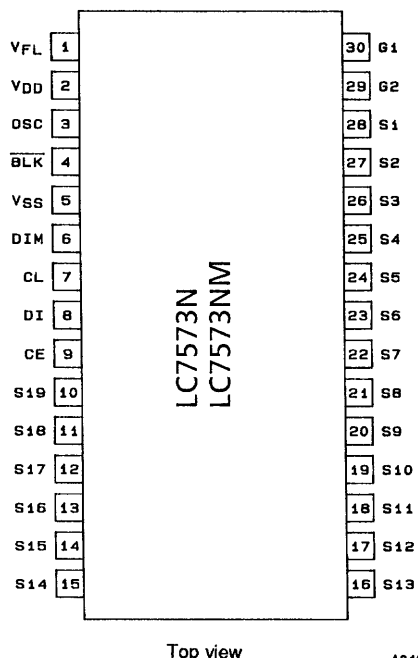 VFL 1 30 G1
VDD 2 29 G2
OSC 3 28 S1
BLK 4 27 S2
VSS 5 26 S3
DIM 6 25 S4
CL 7 24 S5
DI 8 23 S6
CE 9 22 S7
S19 10 21 S8
S18 11 20 S9
S17 12 19 S10
S16 13 18 S11
S15 14 17 S12
S14 15 16 S13
LC7573N
LC7573NM
Top view